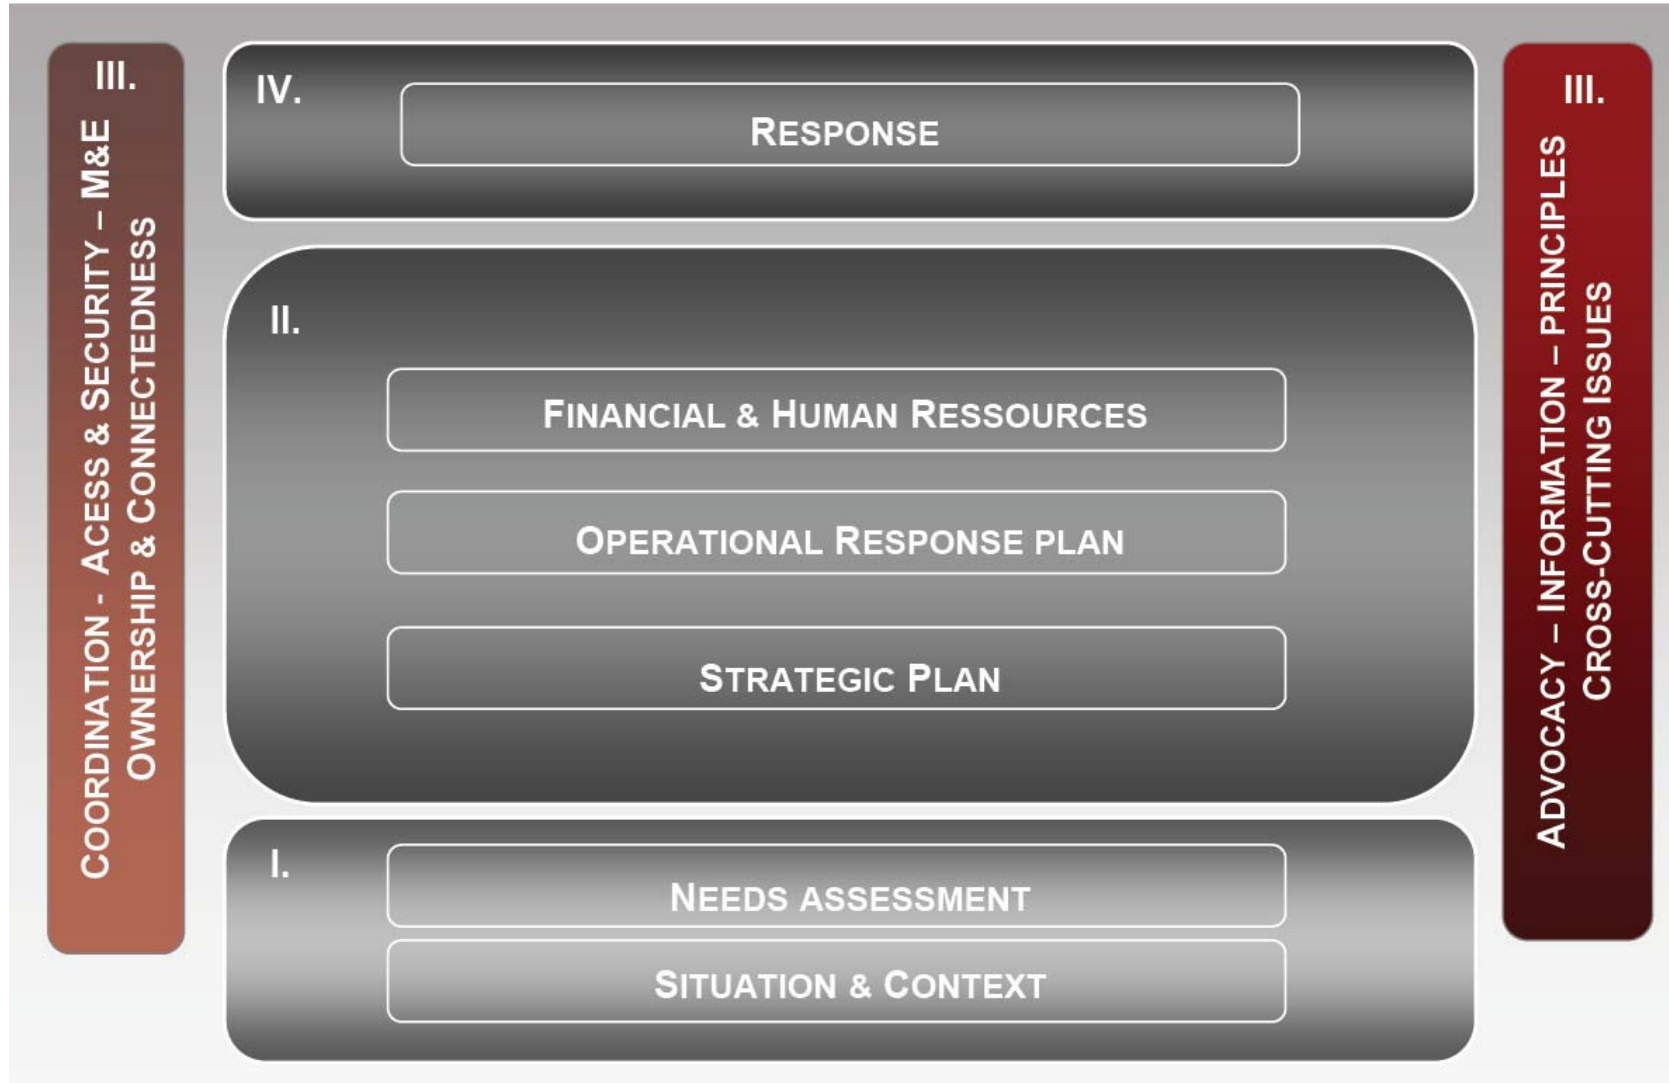 III.
COORDINATION - ACESS & SECURITY – M&E
OWNERSHIP & CONNECTEDNESS
IV.
RESPONSE
II.
FINANCIAL & HUMAN RESSOURCES
OPERATIONAL RESPONSE PLAN
STRATEGIC PLAN
I.
NEEDS ASSESSMENT
SITUATION & CONTEXT
III.
ADVOCACY – INFORMATION – PRINCIPLES
CROSS-CUTTING ISSUES